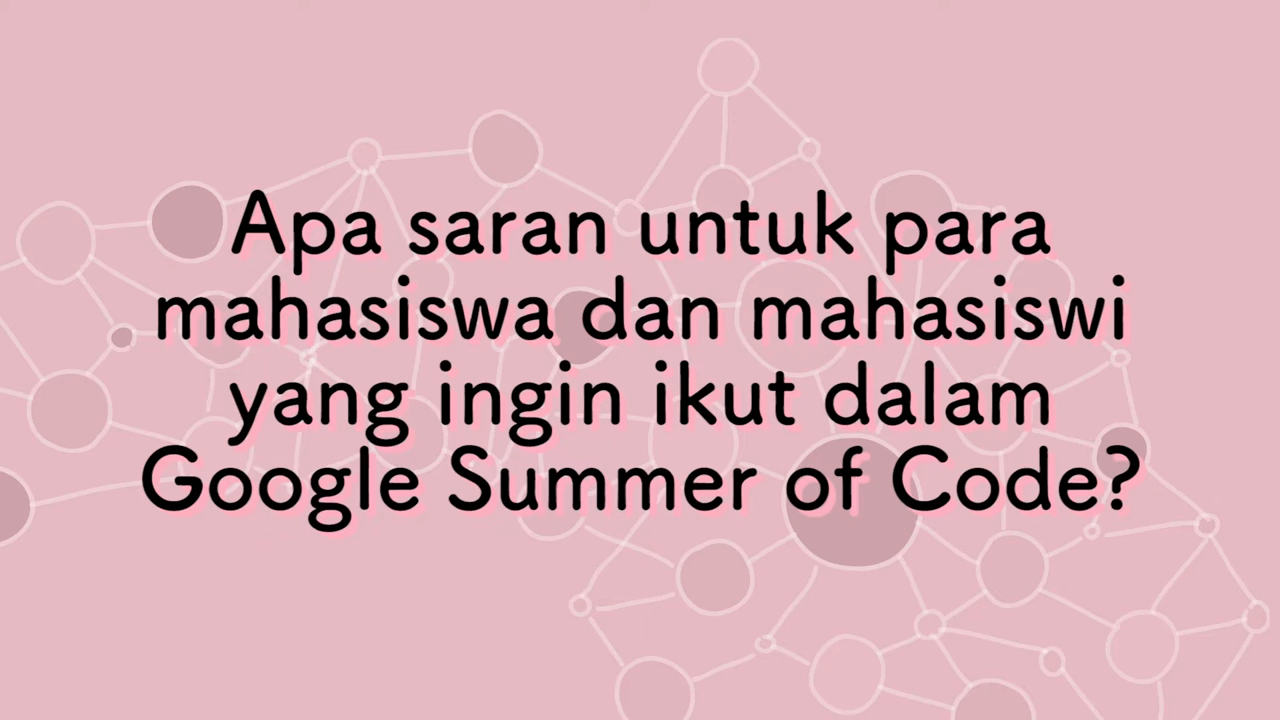 Apa saran untuk para
mahasiswa dan mahasiswi
yang ingin ikut dalam
Google Summer of Code?